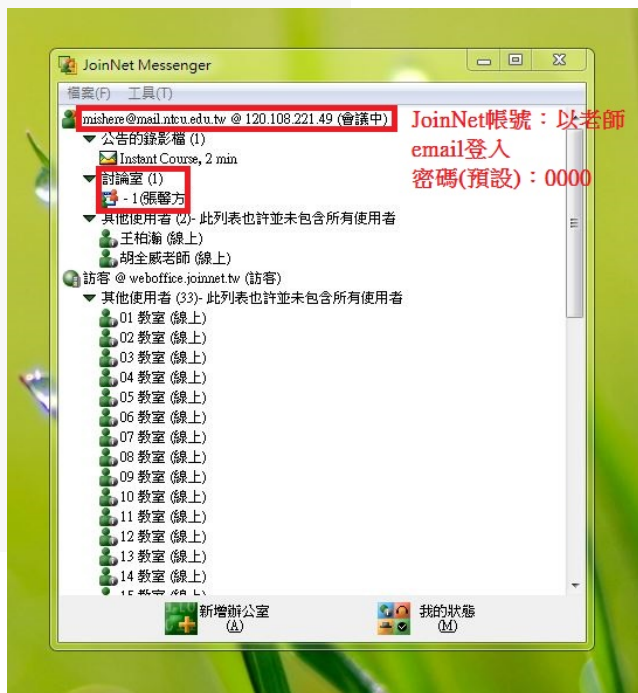 JoinNet Messenger
檔案(F) 工具(T)
mishere@mail.ntcu.edu.tw @ 120.108.221.49 (會議中)
JoinNet帳號：以老師
email登入
密碼(預設)：0000
公告的錄影檔 (1)
Instant Course, 2 min
討論室 (1)
- 1(張馨方
其他使用者 (2)- 此列表也許並未包含所有使用者
王柏瀚 (線上)
胡全威老師 (線上)
訪客 @ weboffice.joinnet.tw (訪客)
其他使用者 (33)- 此列表也許並未包含所有使用者
01 教室 (線上)
02 教室 (線上)
03 教室 (線上)
04 教室 (線上)
05 教室 (線上)
06 教室 (線上)
07 教室 (線上)
08 教室 (線上)
09 教室 (線上)
10 教室 (線上)
11 教室 (線上)
12 教室 (線上)
13 教室 (線上)
14 教室 (線上)
15 教室 (線上)
新增辦公室
(A)
我的狀態
(M)